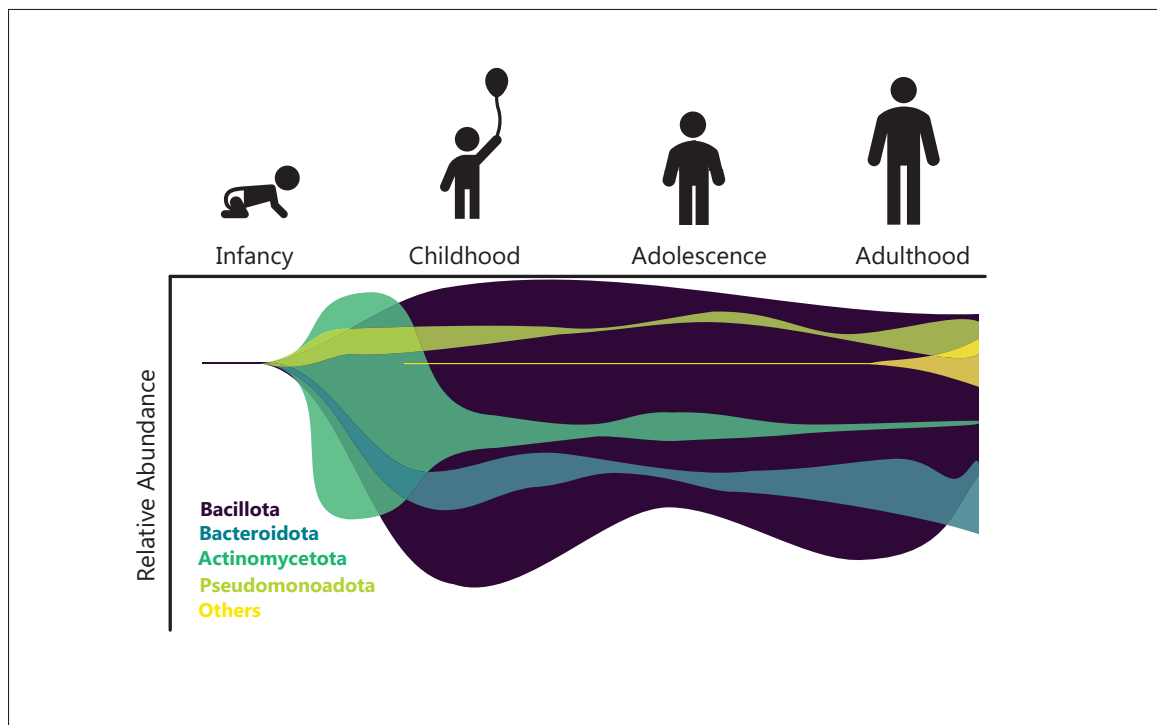 Infancy
Childhood
Adolescence
Adulthood
Relative Abundance
Bacillota
Bacteroidota
Actinomycetota
Pseudomonoadota
Others